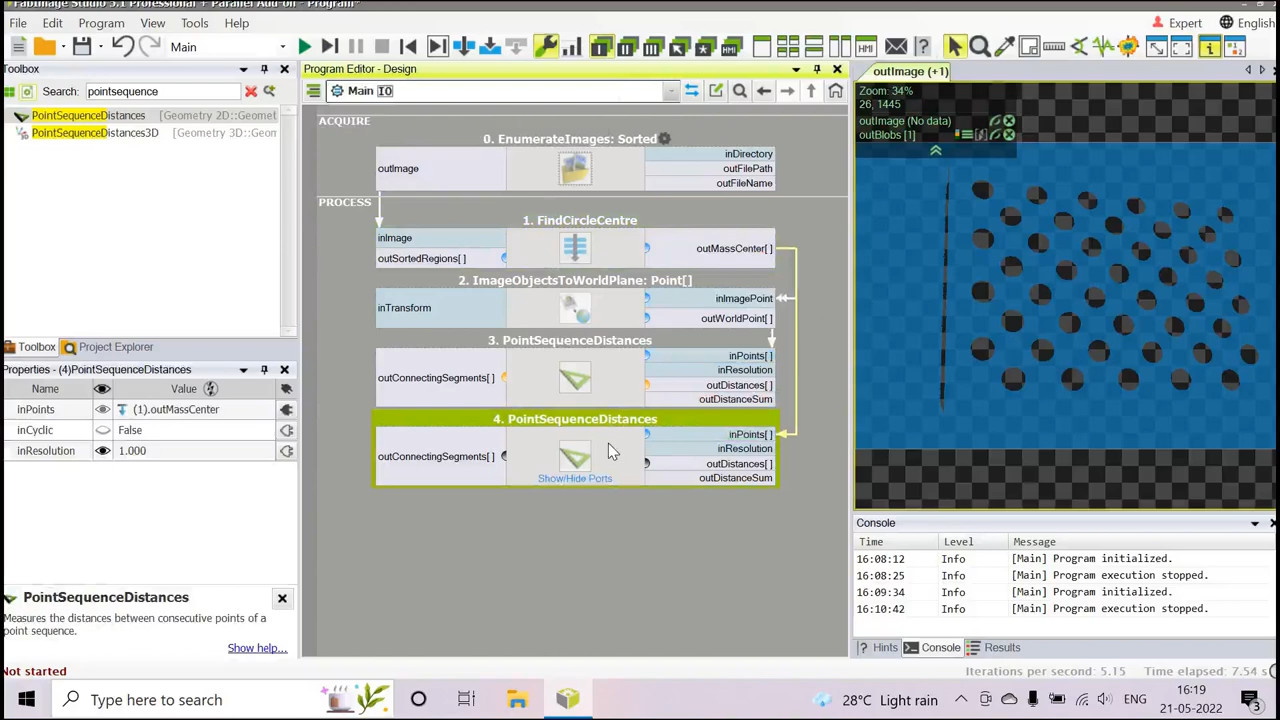 FabImage Studio 5.1 Professional + Parallel Add-on - Program*
File Edit Program View Tools Help
Expert English
Main
HMI HMI
Toolbox
Search: pointsequence
PointSequenceDistances [Geometry 2D::Geomet
PointSequenceDistances3D [Geometry 3D::Geom
Toolbox Project Explorer
Properties - (4)PointSequenceDistances
Name Value
inPoints (1).outMassCenter
inCyclic False
inResolution 1.000
PointSequenceDistances
Measures the distances between consecutive points of a
point sequence.
Show help...
Program Editor - Design
Main IO
ACQUIRE
0. EnumerateImages: Sorted
outImage
inDirectory
outFilePath
outFileName
PROCESS
1. FindCircleCentre
inImage
outSortedRegions[ ]
outMassCenter[ ]
2. ImageObjectsToWorldPlane: Point[]
inTransform
inImagePoint
outWorldPoint[ ]
3. PointSequenceDistances
outConnectingSegments[ ]
inPoints[ ]
inResolution
outDistances[ ]
outDistanceSum
4. PointSequenceDistances
outConnectingSegments[ ]
Show/Hide Ports
inPoints[ ]
inResolution
outDistances[ ]
outDistanceSum
outImage (+1)
Zoom: 34%
26, 1445
outImage (No data)
outBlobs [1]
Console
Time Level Message
16:08:12 Info [Main] Program initialized.
16:08:25 Info [Main] Program execution stopped.
16:09:34 Info [Main] Program initialized.
16:10:42 Info [Main] Program execution stopped.
Hints Console Results
Not started
Iterations per second: 5.15 Time elapsed: 7.54 s
Type here to search
28°C Light rain
ENG
16:19
21-05-2022
3